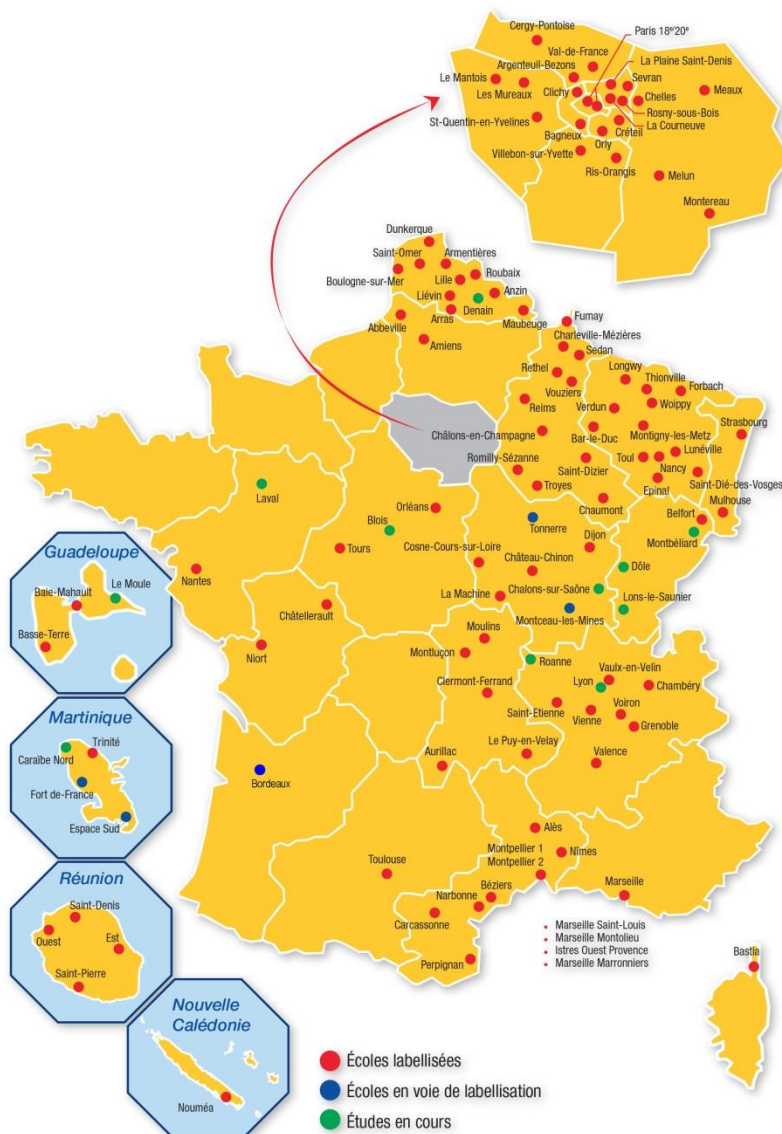 Cergy-Pontoise
Paris 18e/20e
Val-de-France
La Plaine Saint-Denis
Argenteuil-Bezons
Sevran
Le Mantois
Les Mureaux
Clichy
Chelles
Meaux
Rosny-sous-Bois
St-Quentin-en-Yvelines
La Courneuve
Bagneux
Créteil
Orly
Villebon-sur-Yvette
Ris-Orangis
Melun
Montereau
Dunkerque
Saint-Omer
Armentières
Boulogne-sur-Mer
Lille
Roubaix
Liévin
Anzin
Denain
Arras
Maubeuge
Abbeville
Amiens
Fumay
Charleville-Mézières
Sedan
Rethel
Vouziers
Longwy
Thionville
Forbach
Reims
Verdun
Woippy
Strasbourg
Châlons-en-Champagne
Bar-le-Duc
Montigny-les-Metz
Romilly-Sézanne
Toul
Lunéville
Saint-Dizier
Nancy
Troyes
Epinal
Saint-Dié-des-Vosges
Chaumont
Mulhouse
Laval
Orléans
Blois
Tonnerre
Belfort
Tours
Cosne-Cours-sur-Loire
Dijon
Montbéliard
Nantes
Château-Chinon
Dôle
La Machine
Chalons-sur-Saône
Châtellerault
Lons-le-Saunier
Montceau-les-Mines
Moulins
Niort
Montluçon
Roanne
Vaulx-en-Velin
Lyon
Chambéry
Clermont-Ferrand
Saint-Etienne
Voiron
Vienne
Grenoble
Le Puy-en-Velay
Aurillac
Valence
Bordeaux
Alès
Montpellier 1
Montpellier 2
Nîmes
Toulouse
Béziers
Narbonne
Marseille
Carcassonne
Perpignan
Marseille Saint-Louis
Marseille Montolieu
Istres Ouest Provence
Marseille Marronniers
Bastia
Guadeloupe
Baie-Mahault
Le Moule
Basse-Terre
Martinique
Trinité
Caraïbe Nord
Fort-de-France
Espace Sud
Réunion
Saint-Denis
Ouest
Est
Saint-Pierre
Nouvelle
Calédonie
Nouméa
Écoles labellisées
Écoles en voie de labellisation
Études en cours